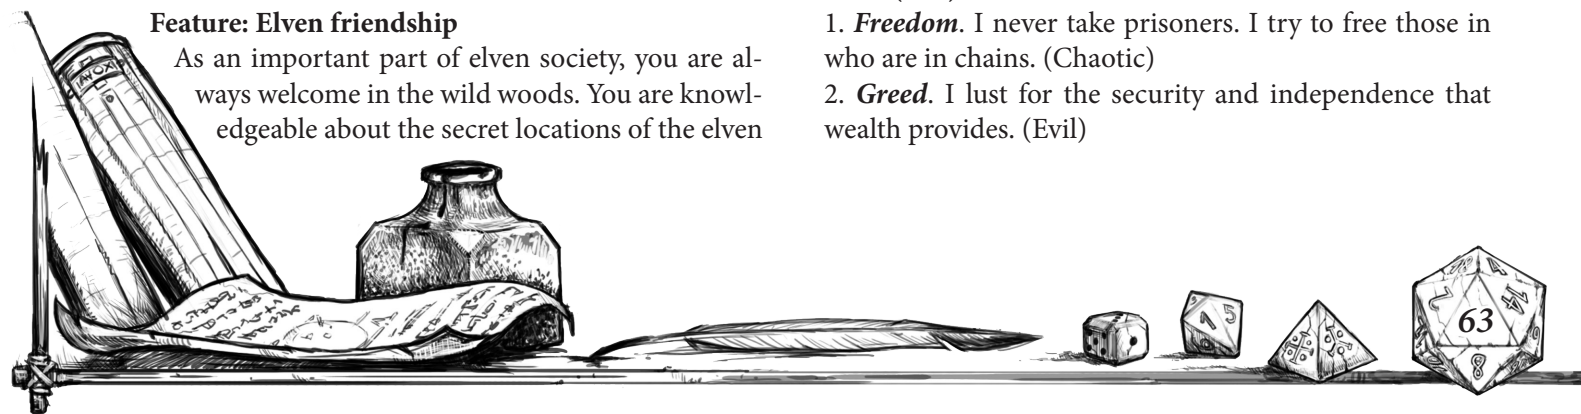 Feature: Elven friendship
As an important part of elven society, you are al-
ways welcome in the wild woods. You are knowl-
edgeable about the secret locations of the elven
1. Freedom. I never take prisoners. I try to free those in
who are in chains. (Chaotic)
2. Greed. I lust for the security and independence that
wealth provides. (Evil)
63